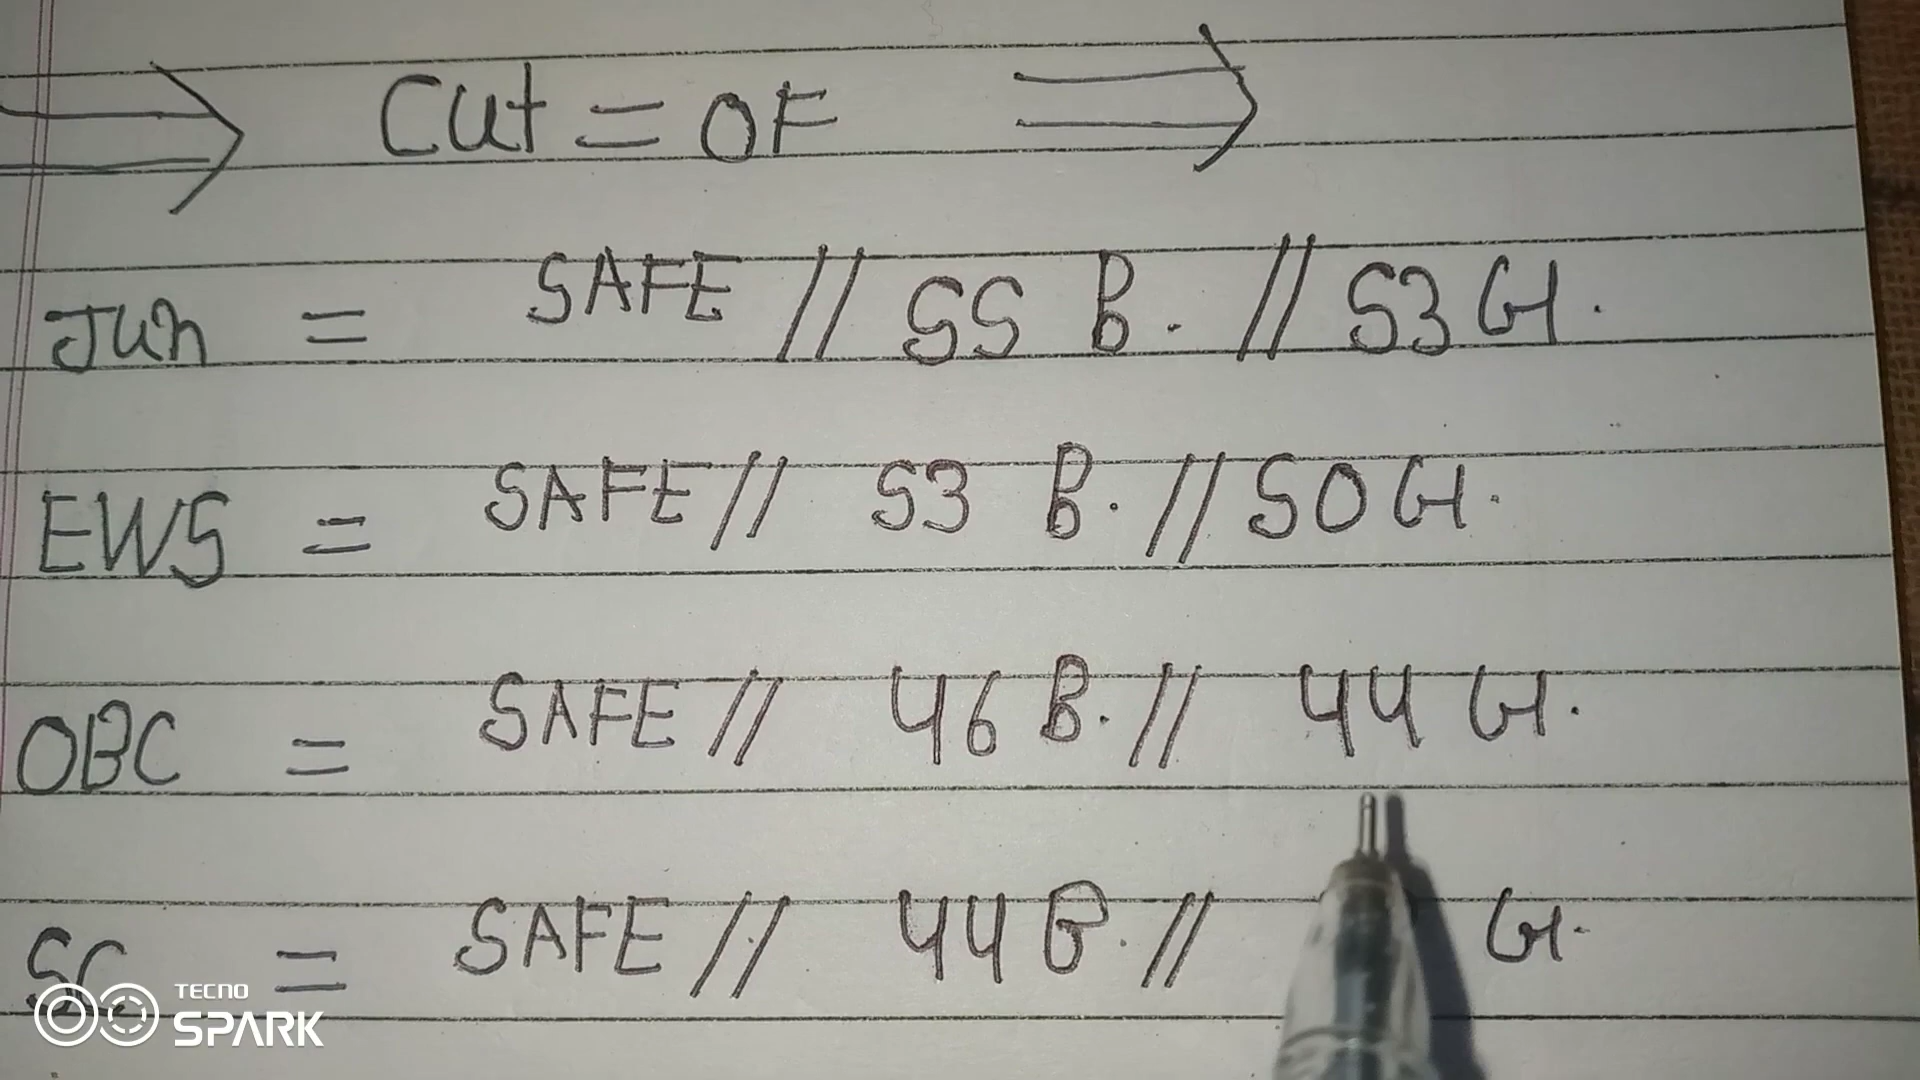 ⇒ Cut = OF ⇒
Jun = SAFE // 55 B. // 53 G.
EWS = SAFE // 53 B. // 50 G.
OBC = SAFE // 46 B. // 44 G.
SC = SAFE // 44 B. // G.
TECNO
SPARK